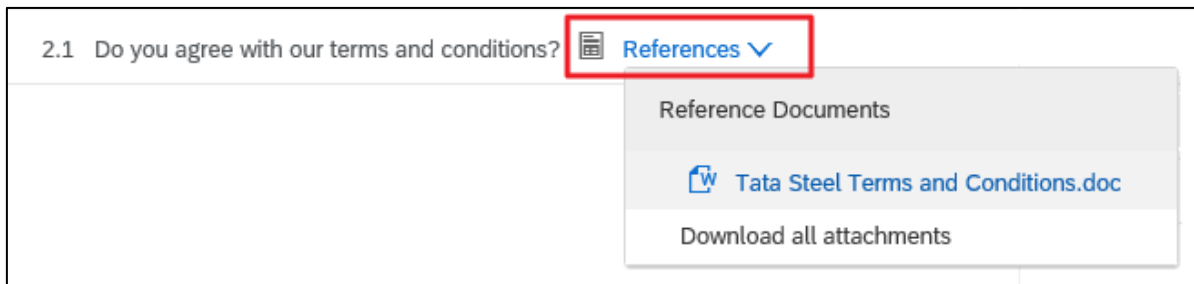 2.1 Do you agree with our terms and conditions? References
Reference Documents
Tata Steel Terms and Conditions.doc
Download all attachments